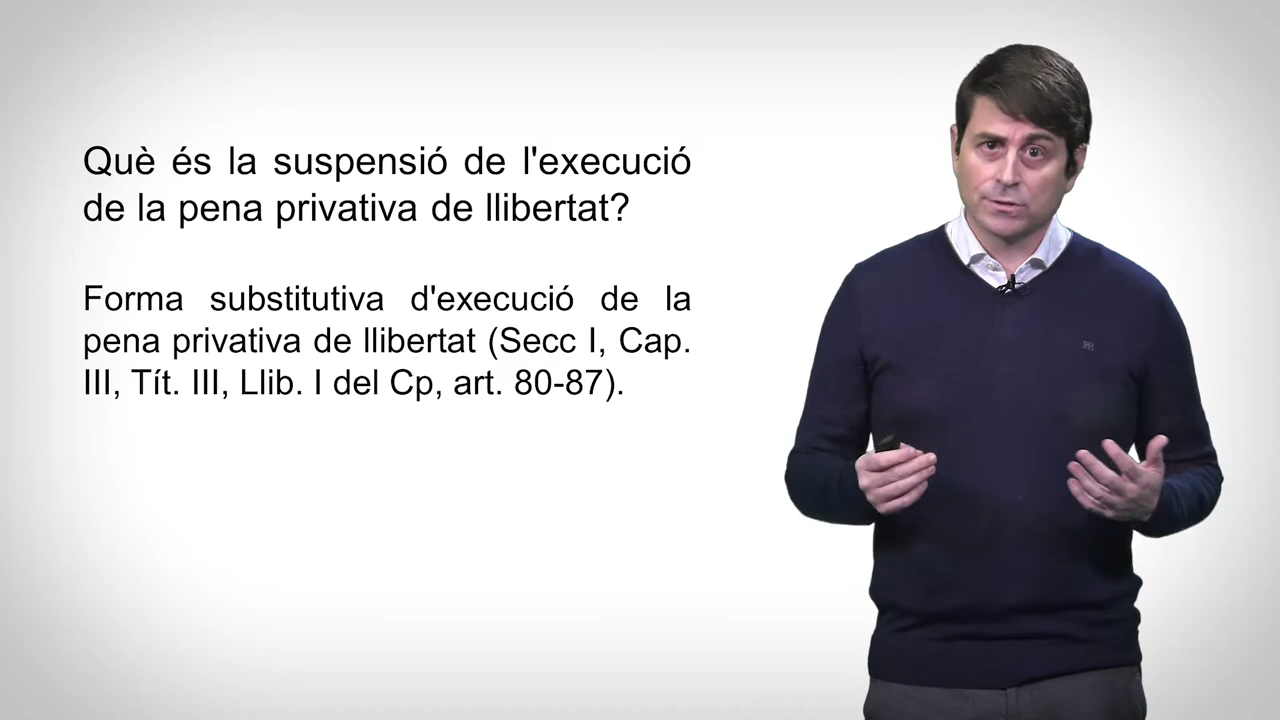 Què és la suspensió de l'execució
de la pena privativa de llibertat?
Forma substitutiva d'execució de la
pena privativa de llibertat (Secc I, Cap.
III, Tít. III, Llib. I del Cp, art. 80-87).